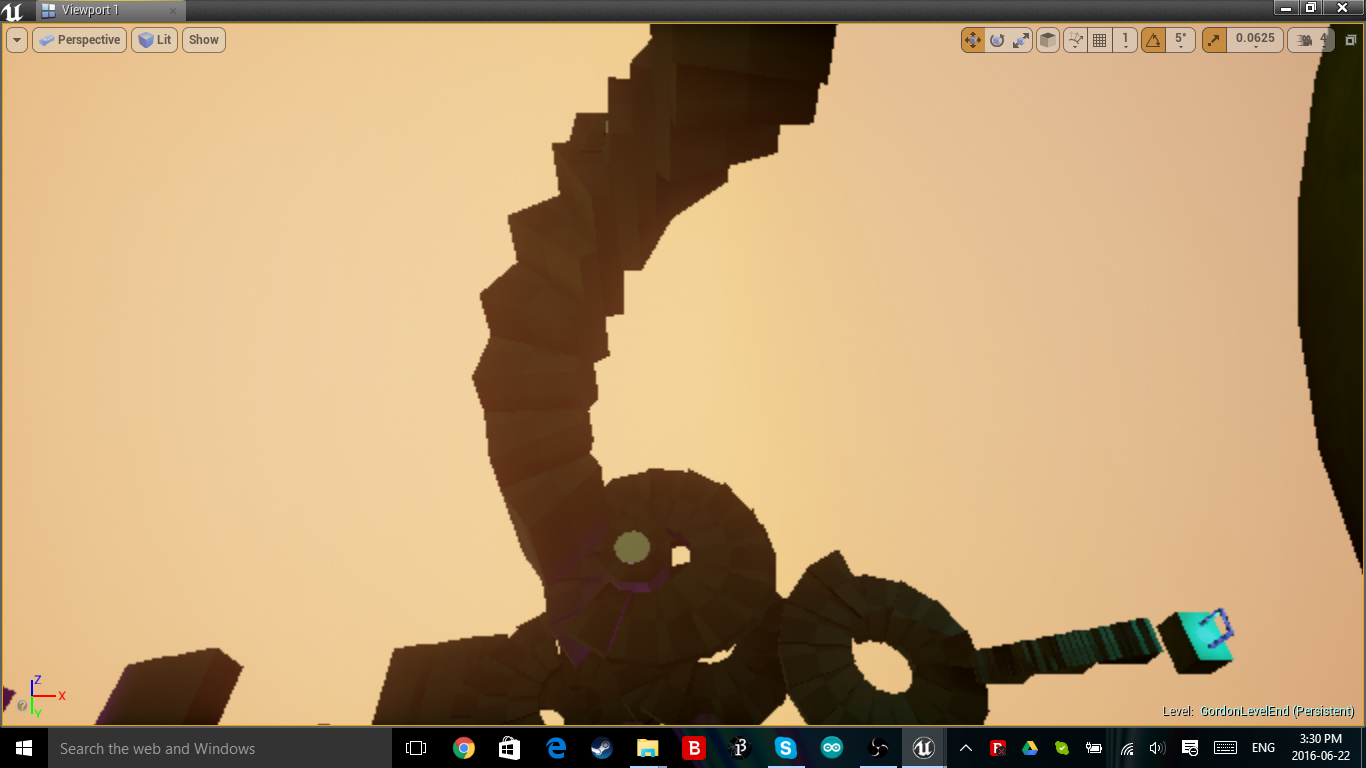 Viewport 1
Perspective
Lit
Show
1
5°
0.0625
4
Z
X
Y
?
Level: GordonLevelEnd (Persistent)
Search the web and Windows
ENG
3:30 PM
2016-06-22